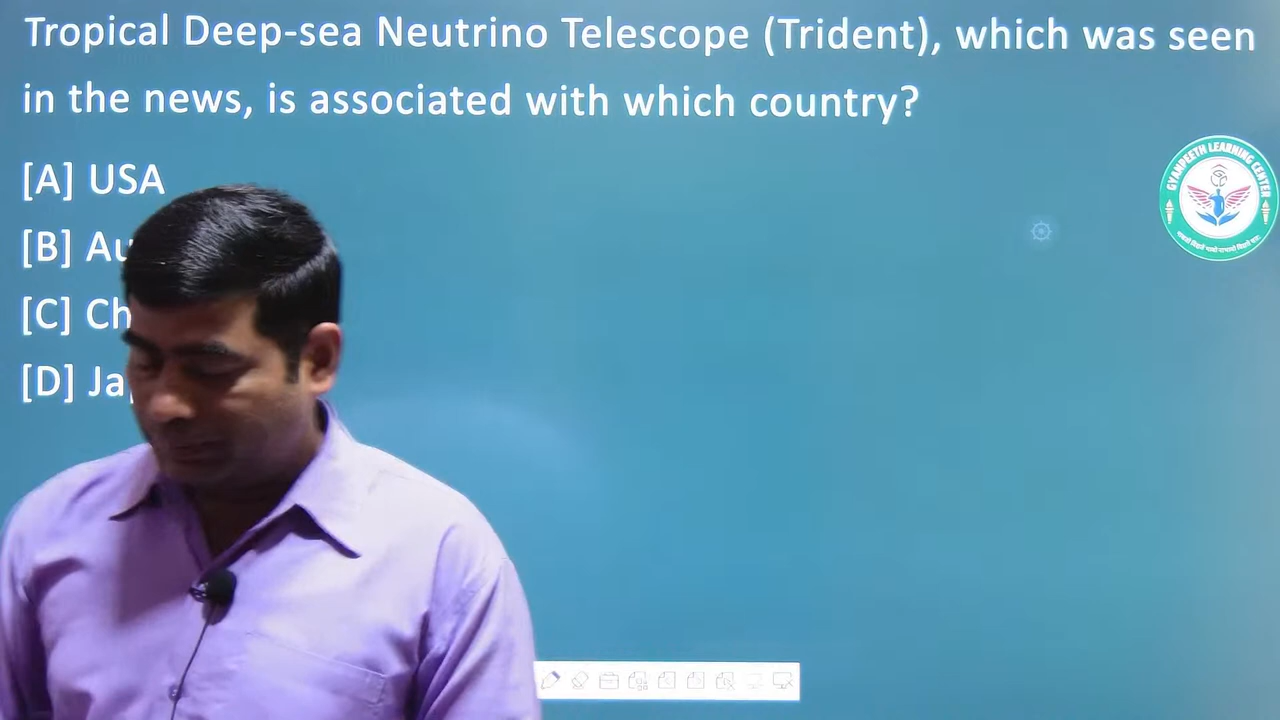 Tropical Deep-sea Neutrino Telescope (Trident), which was seen
in the news, is associated with which country?
[A] USA
[B] Au
[C] Ch
[D] Ja
GYANPEETH LEARNING CENTER